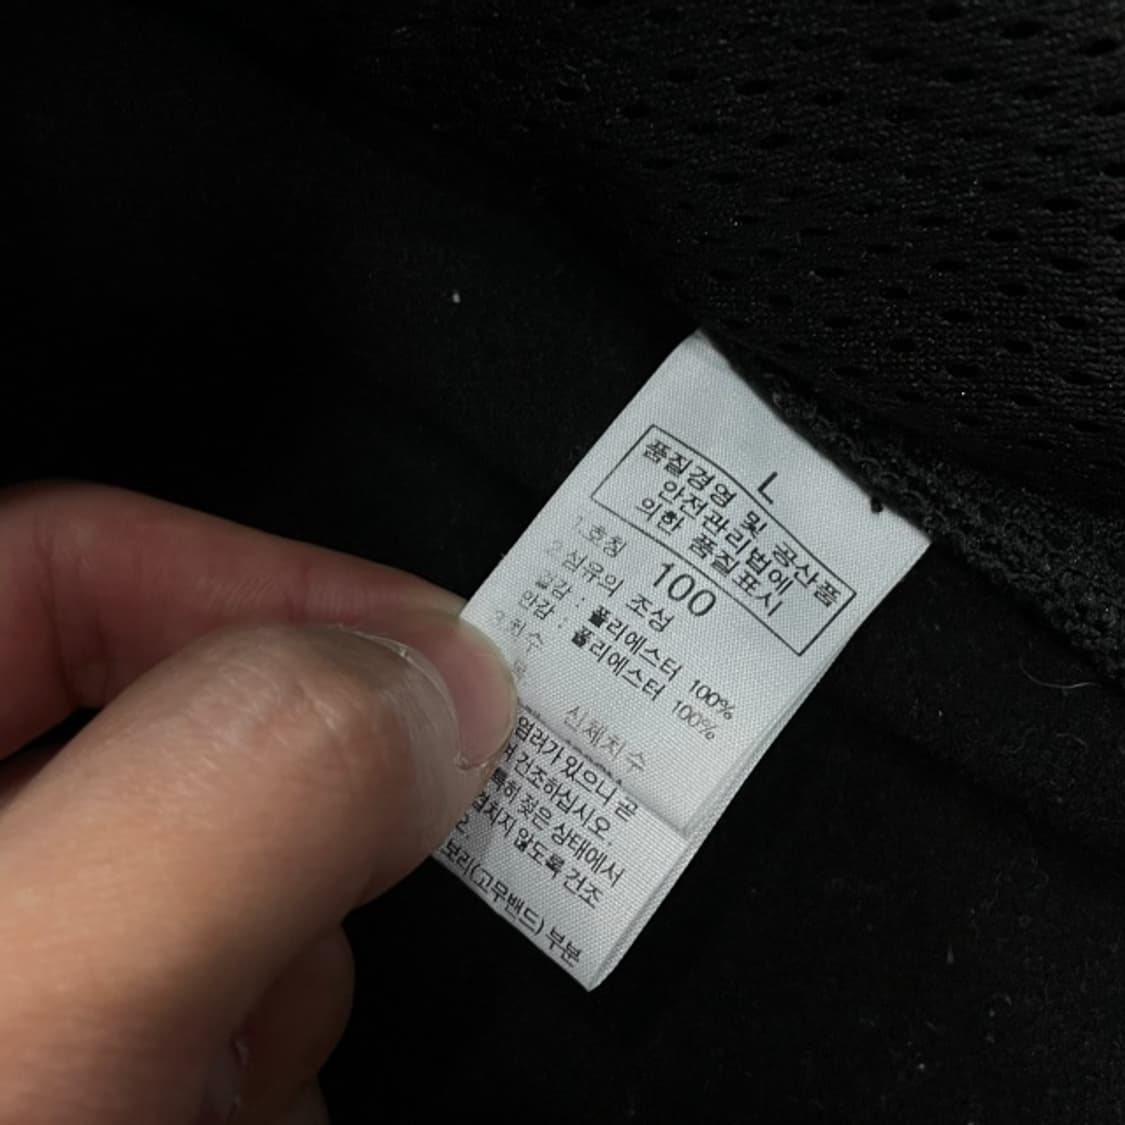 L
품질경영 및 공산품
안전관리법에
의한 품질표시
1.호칭 100
2.섬유의 조성
겉감 : 폴리에스터 100%
안감 : 폴리에스터 100%
3.치수
신체치수
염려가 있으니 곧
건조하십시오.
특히 젖은 상태에서
겹치지 않도록 건조
보리(고무밴드) 부분